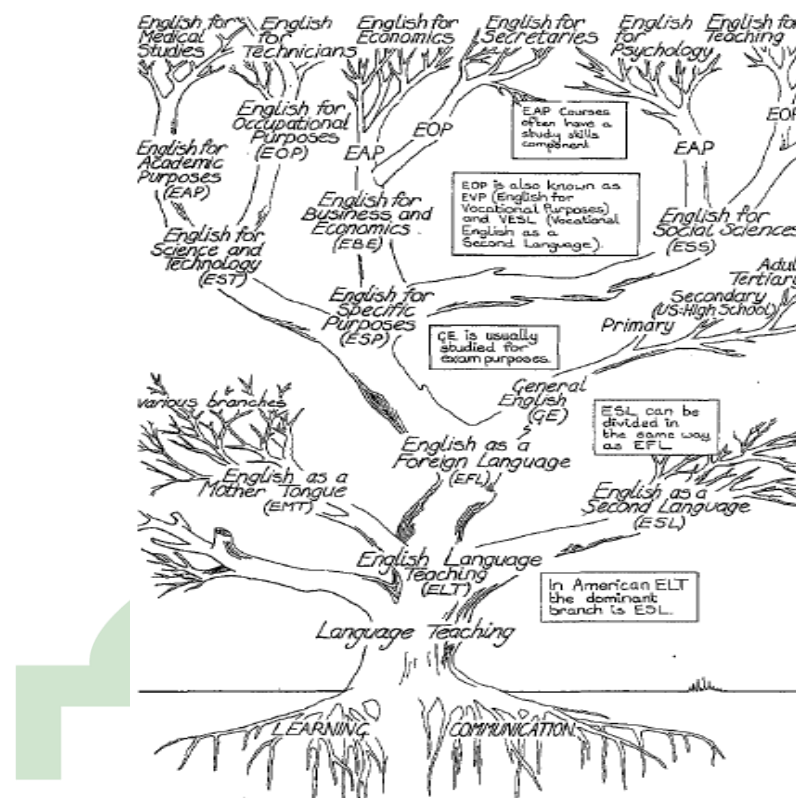 English for
Medical
Studies
English
for
Technicians
English for
Economics
English for
Secretaries
English
for
Psychology
English for
Teaching
English for
Occupational
Purposes
(EOP)
EOP
EAP Courses
often have a
study skills
component
EOP
English for
Academic
Purposes
(EAP)
EAP
EAP
EOP is also known as
EVP (English for
Vocational Purposes)
and VESL (Vocational
English as a
Second Language).
English for
Business and
Economics
(EBE)
English for
Social Sciences
(ESS)
English for
Science and
Technology
(EST)
Adul
Tertiary
English for
Specific
Purposes
(ESP)
Secondary
(US:High School)
Primary
GE is usually
studied for
exam purposes.
General
English
(GE)
various branches
ESL can be
divided in
the same way
as EFL.
English as a
Foreign Language
(EFL)
English as a
Mother Tongue
(EMT)
English as a
Second Language
(ESL)
English Language
Teaching
(ELT)
In American ELT
the dominant
branch is ESL.
Language Teaching
LEARNING
COMMUNICATION